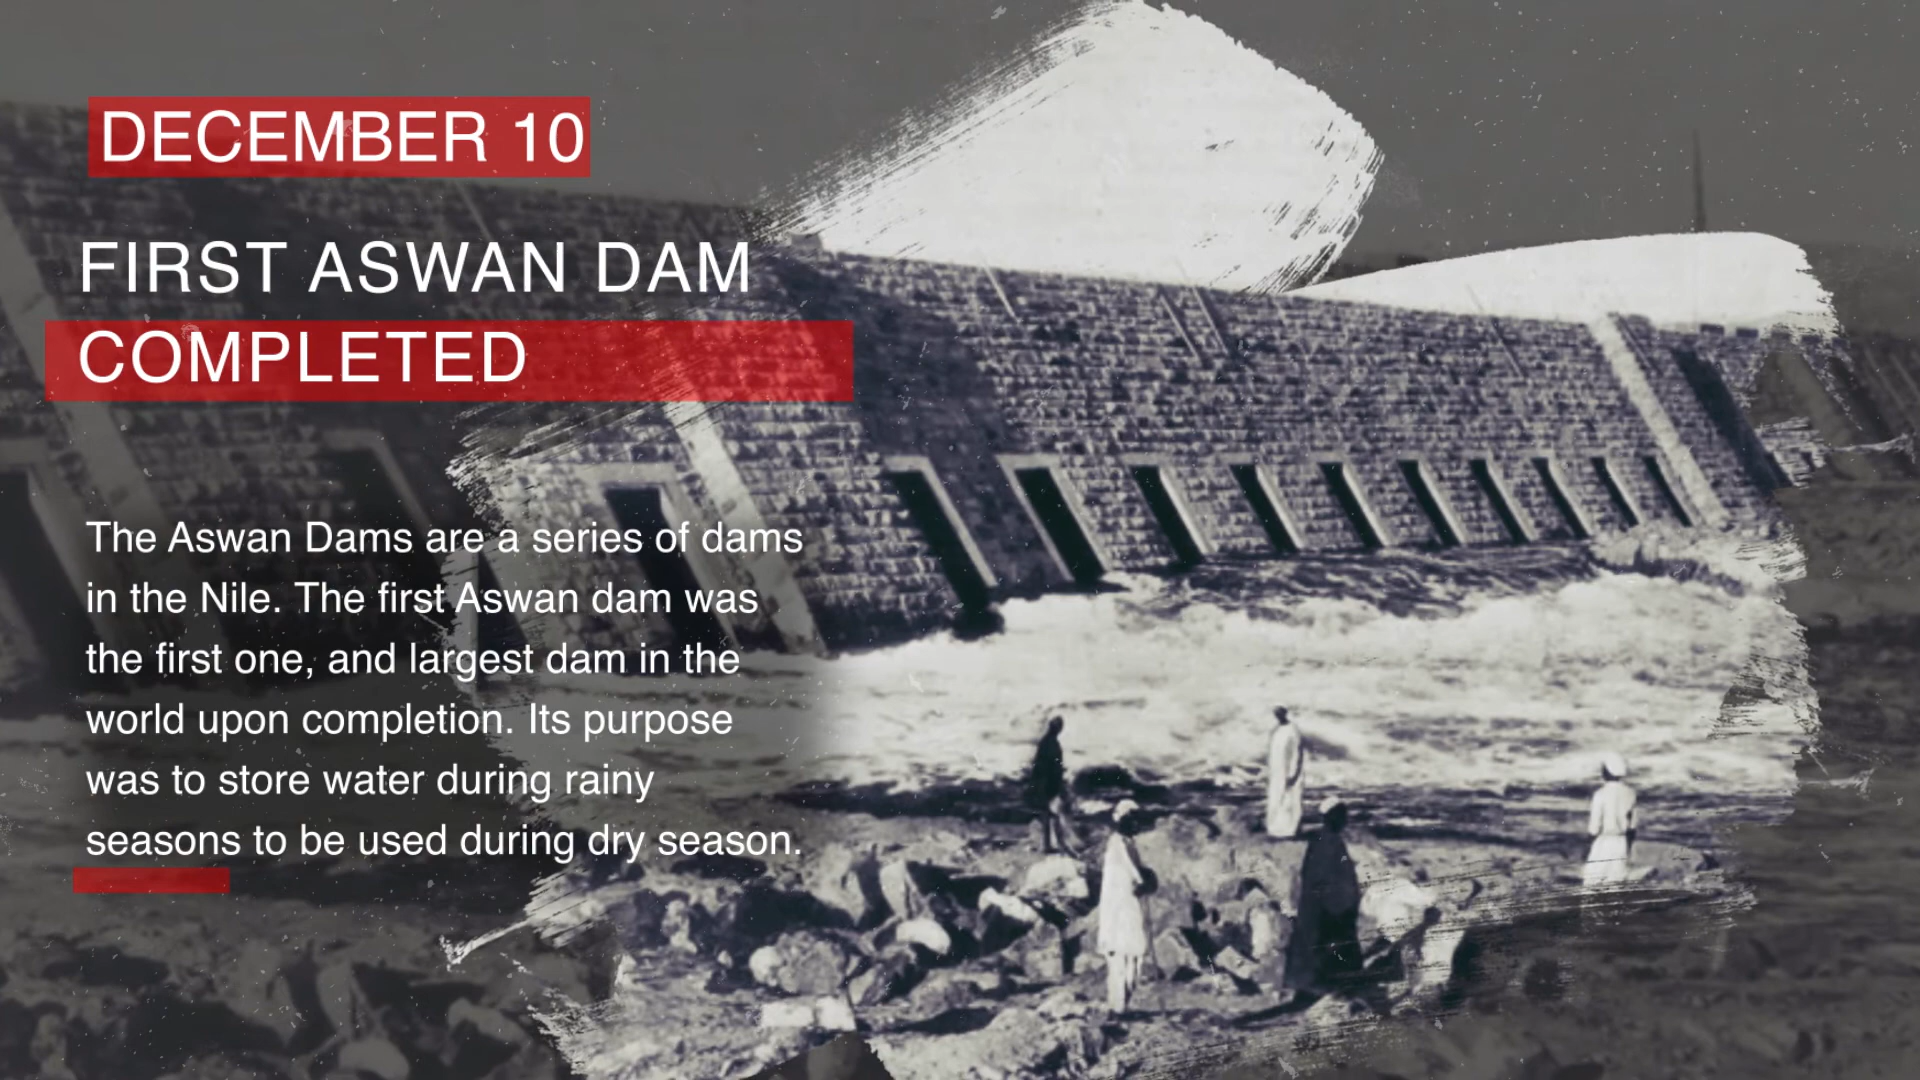 DECEMBER 10
FIRST ASWAN DAM
COMPLETED
The Aswan Dams are a series of dams
in the Nile. The first Aswan dam was
the first one, and largest dam in the
world upon completion. Its purpose
was to store water during rainy
seasons to be used during dry season.